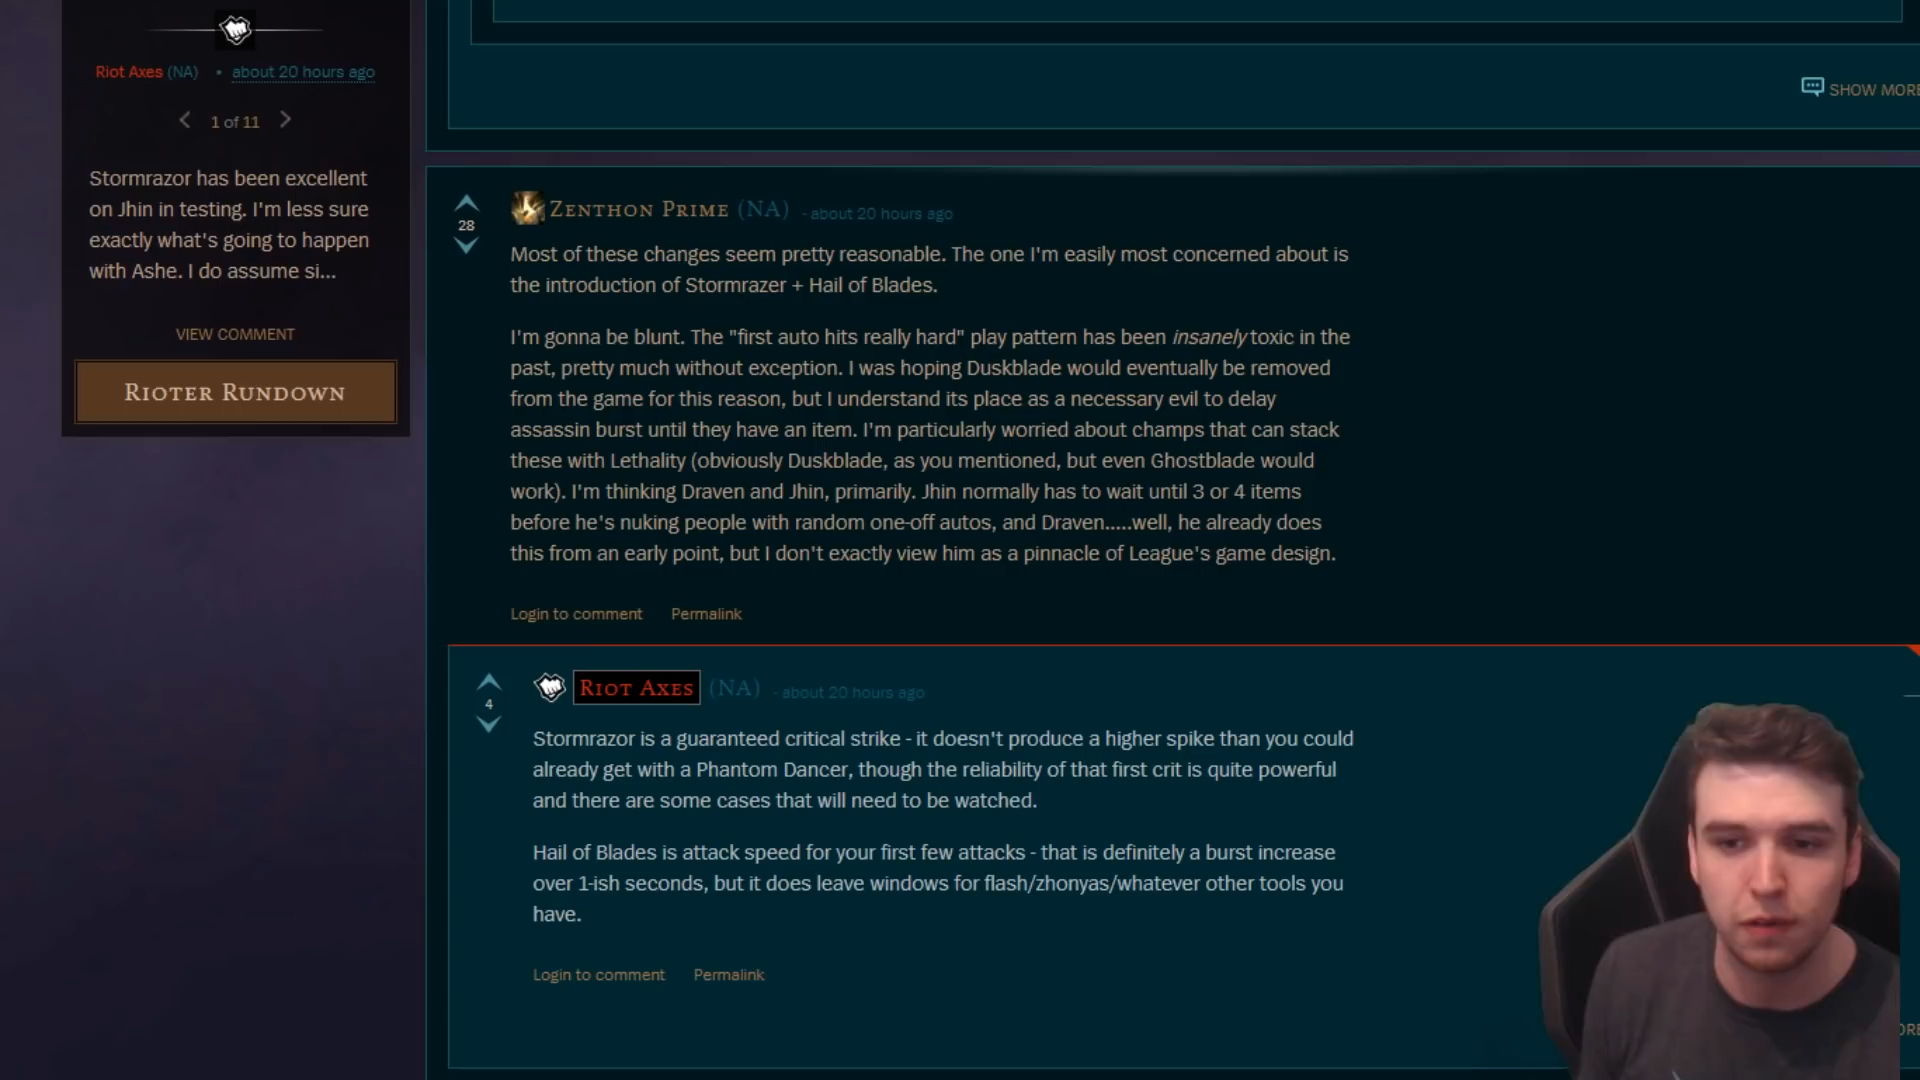 Riot Axes (NA) • about 20 hours ago
1 of 11
Stormrazor has been excellent
on Jhin in testing. I'm less sure
exactly what's going to happen
with Ashe. I do assume si...
VIEW COMMENT
RIOTER RUNDOWN
SHOW MORE
28
ZENTHON PRIME (NA) - about 20 hours ago
Most of these changes seem pretty reasonable. The one I'm easily most concerned about is
the introduction of Stormrazer + Hail of Blades.
I'm gonna be blunt. The "first auto hits really hard" play pattern has been insanely toxic in the
past, pretty much without exception. I was hoping Duskblade would eventually be removed
from the game for this reason, but I understand its place as a necessary evil to delay
assassin burst until they have an item. I'm particularly worried about champs that can stack
these with Lethality (obviously Duskblade, as you mentioned, but even Ghostblade would
work). I'm thinking Draven and Jhin, primarily. Jhin normally has to wait until 3 or 4 items
before he's nuking people with random one-off autos, and Draven.....well, he already does
this from an early point, but I don't exactly view him as a pinnacle of League's game design.
Login to comment Permalink
4
RIOT AXES (NA) - about 20 hours ago
Stormrazor is a guaranteed critical strike - it doesn't produce a higher spike than you could
already get with a Phantom Dancer, though the reliability of that first crit is quite powerful
and there are some cases that will need to be watched.
Hail of Blades is attack speed for your first few attacks - that is definitely a burst increase
over 1-ish seconds, but it does leave windows for flash/zhonyas/whatever other tools you
have.
Login to comment Permalink